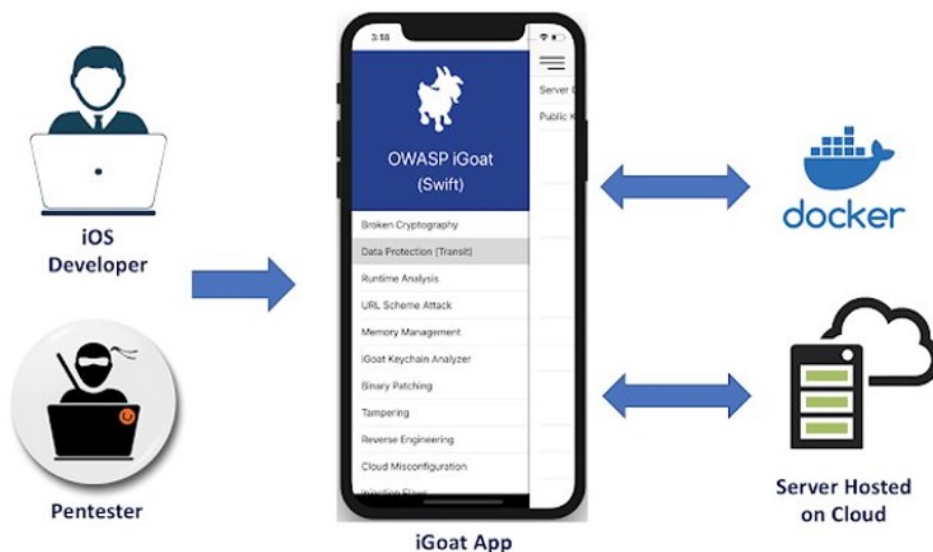 iOS
Developer
Pentester
3:58
OWASP iGoat
(Swift)
Broken Cryptography
Data Protection (Transit)
Runtime Analysis
URL Scheme Attack
Memory Management
iGoat Keychain Analyzer
Binary Patching
Tampering
Reverse Engineering
Cloud Misconfiguration
Injection Flaws
Server
Public K
iGoat App
docker
Server Hosted
on Cloud